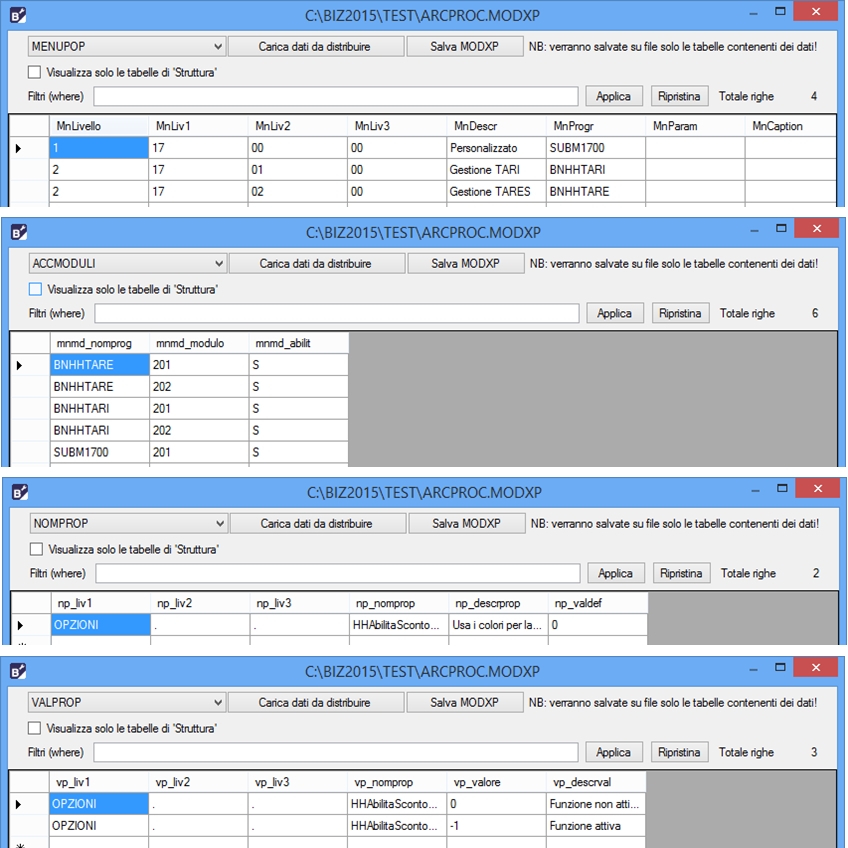 C:\BIZ2015\TEST\ARCPROC.MODXP
MENUPOP Carica dati da distribuire Salva MODXP NB: verranno salvate su file solo le tabelle contenenti dei dati!
Visualizza solo le tabelle di 'Struttura'
Filtri (where) Applica Ripristina Totale righe 4
MnLivello MnLiv1 MnLiv2 MnLiv3 MnDescr MnProgr MnParam MnCaption
1 17 00 00 Personalizzato SUBM1700
2 17 01 00 Gestione TARI BNHHTARI
2 17 02 00 Gestione TARES BNHHTARE
C:\BIZ2015\TEST\ARCPROC.MODXP
ACCMODULI Carica dati da distribuire Salva MODXP NB: verranno salvate su file solo le tabelle contenenti dei dati!
Visualizza solo le tabelle di 'Struttura'
Filtri (where) Applica Ripristina Totale righe 6
mnmd_nomprog mnmd_modulo mnmd_abilit
BNHHTARE 201 S
BNHHTARE 202 S
BNHHTARI 201 S
BNHHTARI 202 S
SUBM1700 201 S
C:\BIZ2015\TEST\ARCPROC.MODXP
NOMPROP Carica dati da distribuire Salva MODXP NB: verranno salvate su file solo le tabelle contenenti dei dati!
Visualizza solo le tabelle di 'Struttura'
Filtri (where) Applica Ripristina Totale righe 2
np_liv1 np_liv2 np_liv3 np_nomprop np_descrprop np_valdef
OPZIONI . . HHAbilitaSconto... Usa i colori per la... 0
C:\BIZ2015\TEST\ARCPROC.MODXP
VALPROP Carica dati da distribuire Salva MODXP NB: verranno salvate su file solo le tabelle contenenti dei dati!
Visualizza solo le tabelle di 'Struttura'
Filtri (where) Applica Ripristina Totale righe 3
vp_liv1 vp_liv2 vp_liv3 vp_nomprop vp_valore vp_descrval
OPZIONI . . HHAbilitaSconto... 0 Funzione non atti...
OPZIONI . . HHAbilitaSconto... -1 Funzione attiva